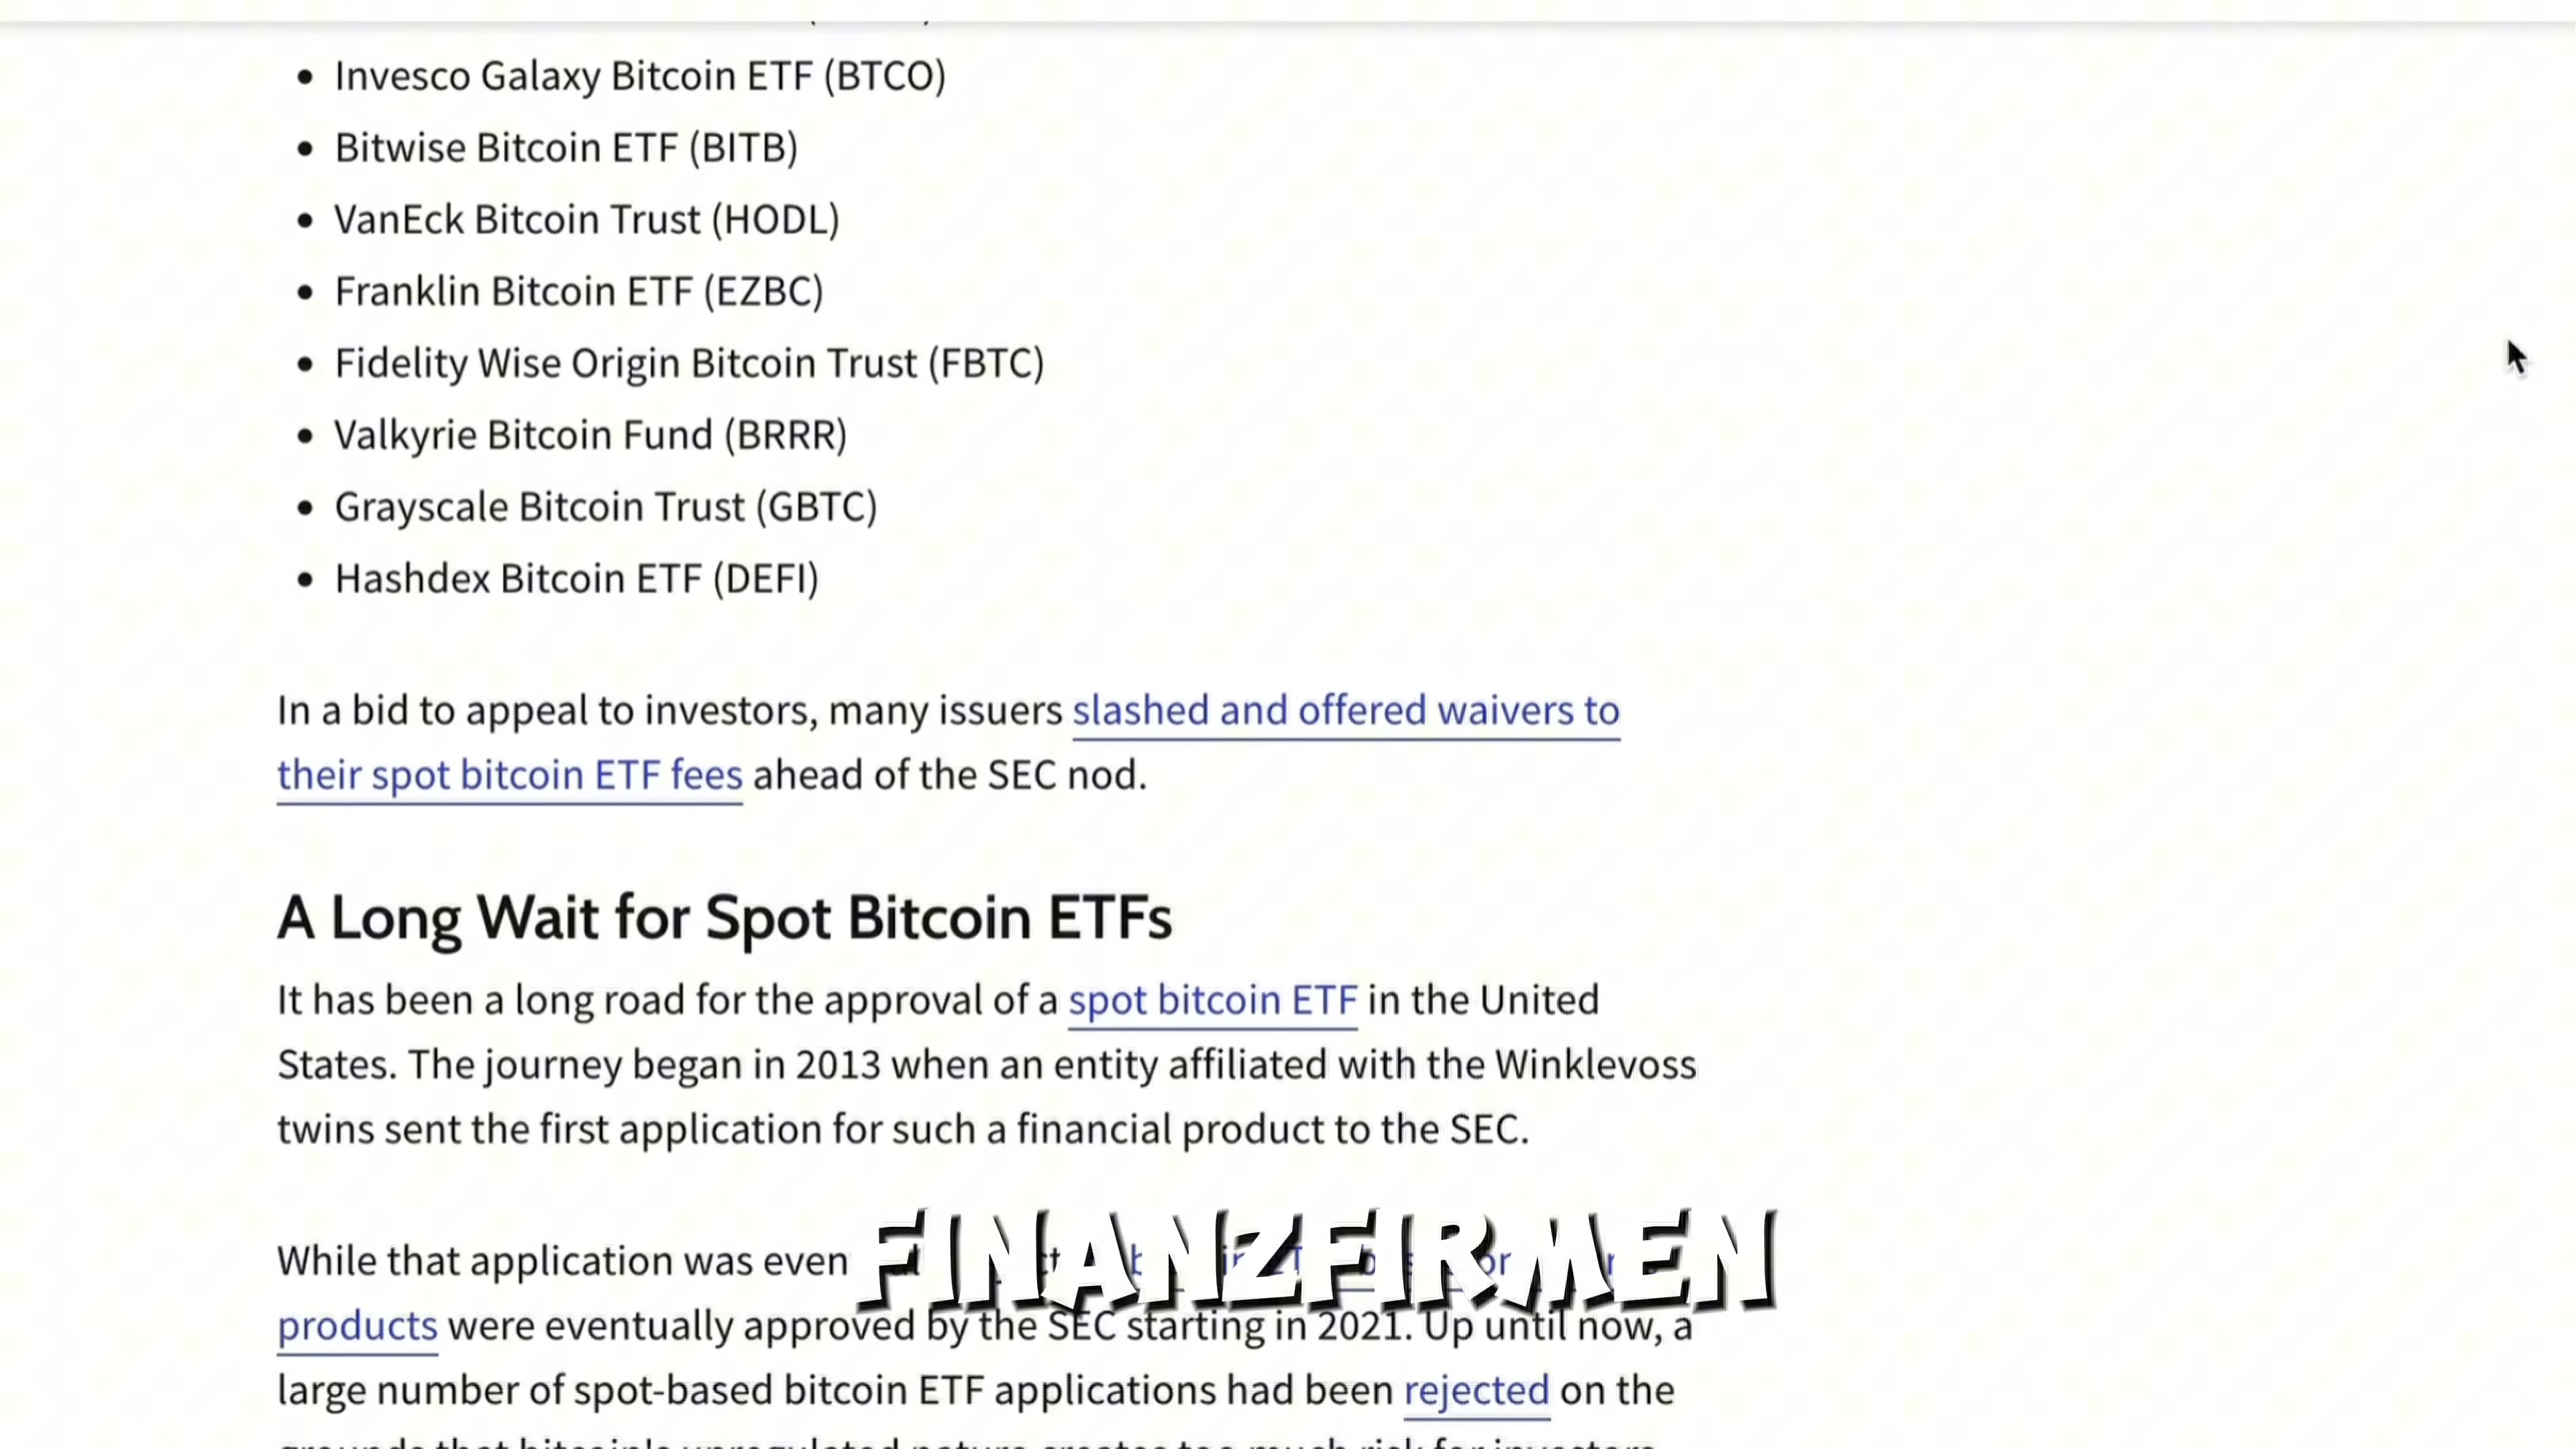 • Invesco Galaxy Bitcoin ETF (BTCO)
• Bitwise Bitcoin ETF (BITB)
• VanEck Bitcoin Trust (HODL)
• Franklin Bitcoin ETF (EZBC)
• Fidelity Wise Origin Bitcoin Trust (FBTC)
• Valkyrie Bitcoin Fund (BRRR)
• Grayscale Bitcoin Trust (GBTC)
• Hashdex Bitcoin ETF (DEFI)
In a bid to appeal to investors, many issuers slashed and offered waivers to
their spot bitcoin ETF fees ahead of the SEC nod.
A Long Wait for Spot Bitcoin ETFs
It has been a long road for the approval of a spot bitcoin ETF in the United
States. The journey began in 2013 when an entity affiliated with the Winklevoss
twins sent the first application for such a financial product to the SEC.
While that application was
FINANZFIRMEN
products were eventually approved by the SEC starting in 2021. Up until now, a
large number of spot-based bitcoin ETF applications had been rejected on the